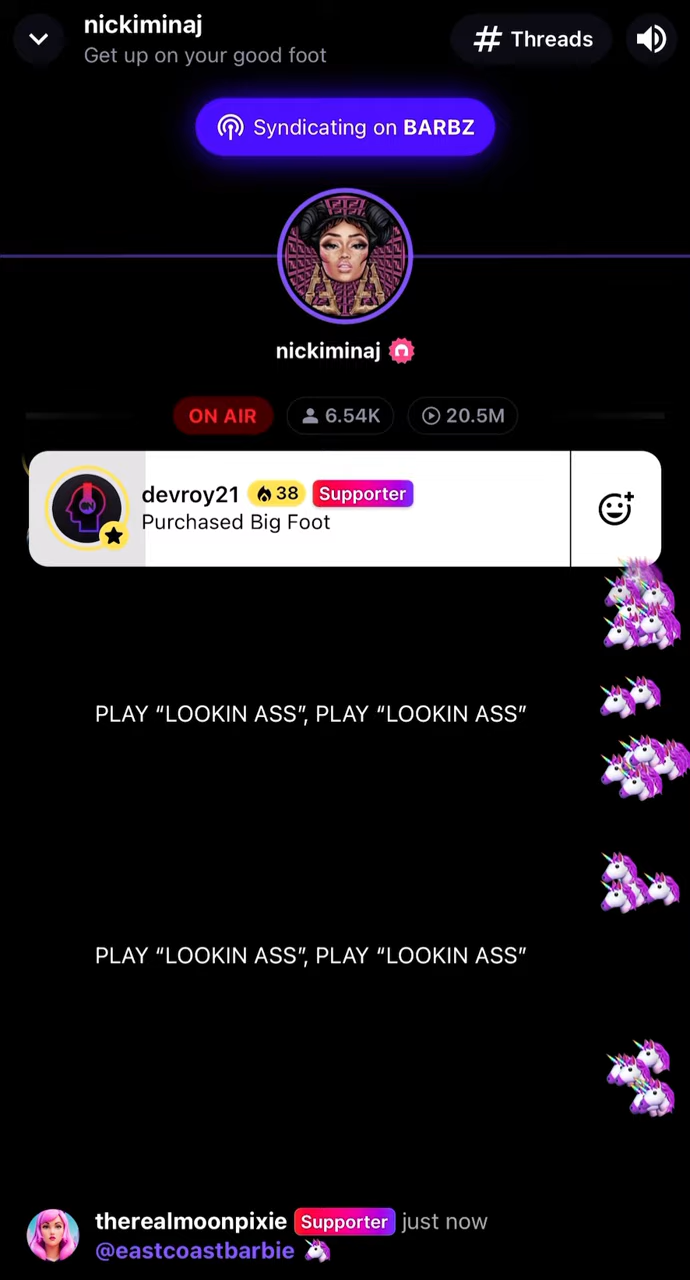 nickiminaj
Get up on your good foot
# Threads
Syndicating on BARBZ
nickiminaj
ON AIR 6.54K 20.5M
devroy21 38 Supporter
Purchased Big Foot
PLAY “LOOKIN ASS”, PLAY “LOOKIN ASS”
PLAY “LOOKIN ASS”, PLAY “LOOKIN ASS”
therealmoonpixie Supporter just now
@eastcoastbarbie 🦄